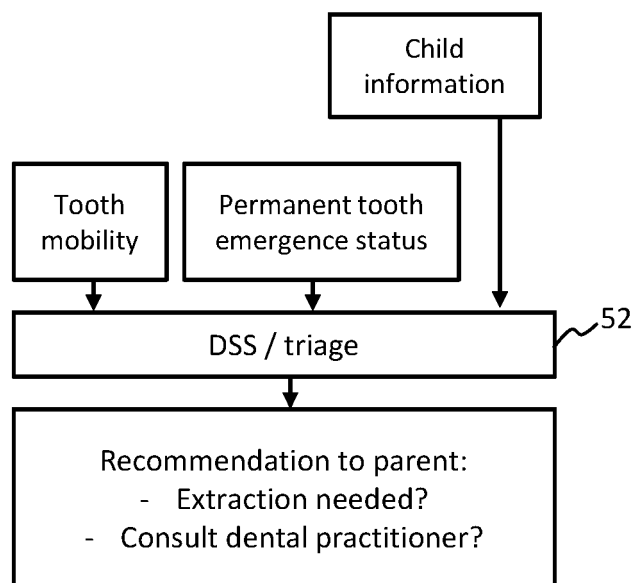 Child
information
Tooth
mobility
Permanent tooth
emergence status
DSS / triage
52
Recommendation to parent:
- Extraction needed?
- Consult dental practitioner?